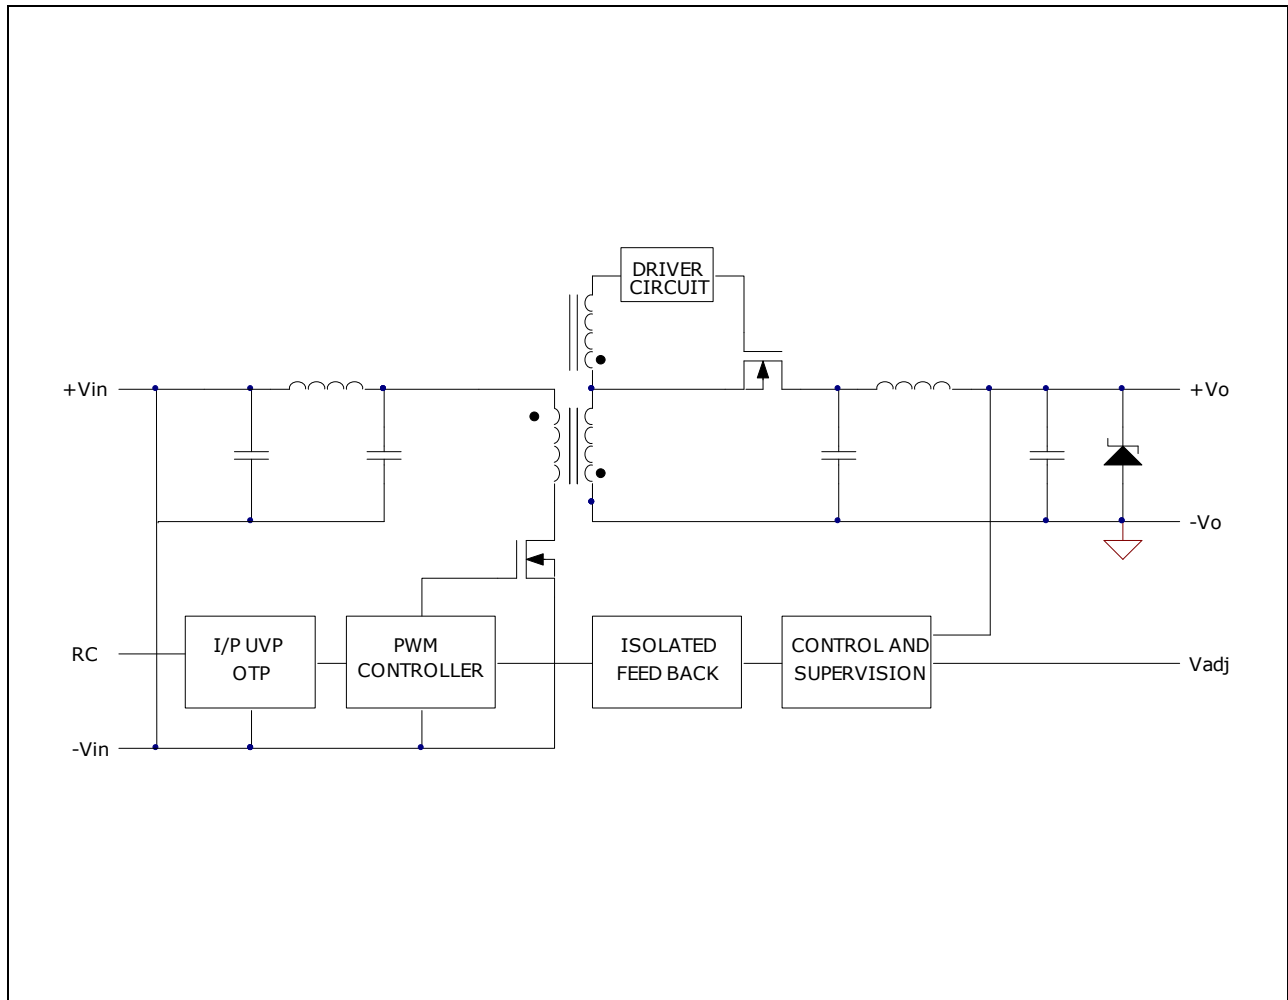 DRIVER
CIRCUIT
+Vin
+Vo
-Vo
RC
I/P UVP
OTP
PWM
CONTROLLER
ISOLATED
FEED BACK
CONTROL AND
SUPERVISION
Vadj
-Vin